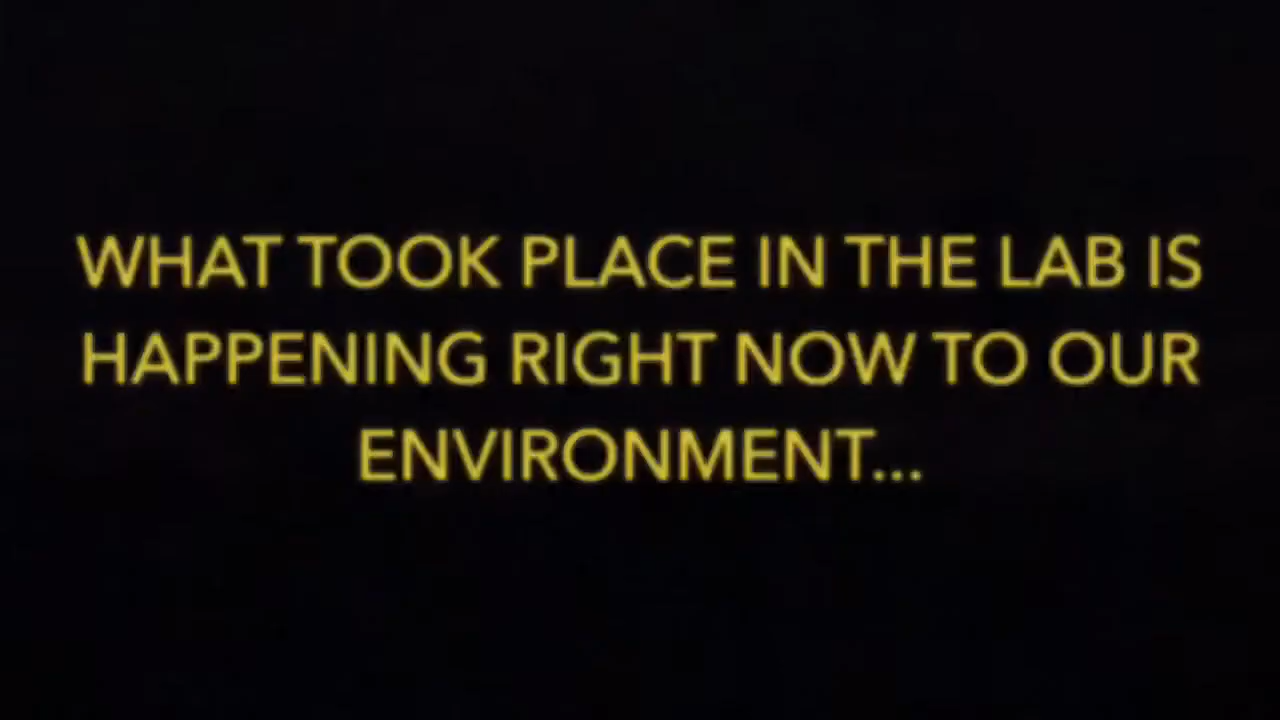 WHAT TOOK PLACE IN THE LAB IS
HAPPENING RIGHT NOW TO OUR
ENVIRONMENT...